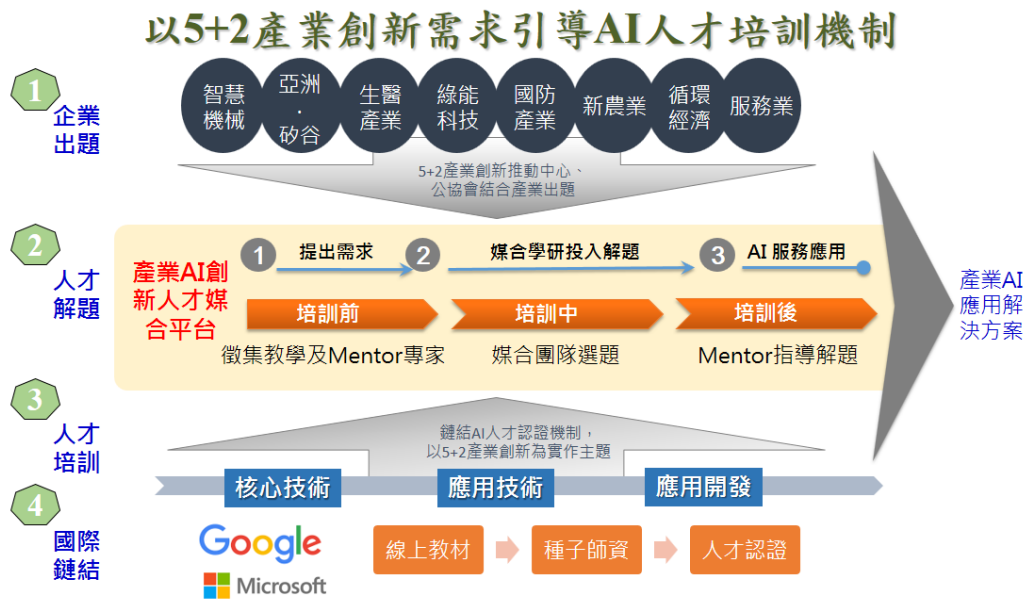 以5+2產業創新需求引導AI人才培訓機制
1
企業
出題
智慧
機械
亞洲
·
矽谷
生醫
產業
綠能
科技
國防
產業
新農業
循環
經濟
服務業
5+2產業創新推動中心、
公協會結合產業出題
2
人才
解題
產業AI創
新人才媒
合平台
1
提出需求
2
媒合學研投入解題
3
AI 服務應用
培訓前
培訓中
培訓後
徵集教學及Mentor專家
媒合團隊選題
Mentor指導解題
產業AI
應用解
決方案
3
人才
培訓
鏈結AI人才認證機制，
以5+2產業創新為實作主題
核心技術
應用技術
應用開發
4
國際
鏈結
Google
Microsoft
線上教材
種子師資
人才認證